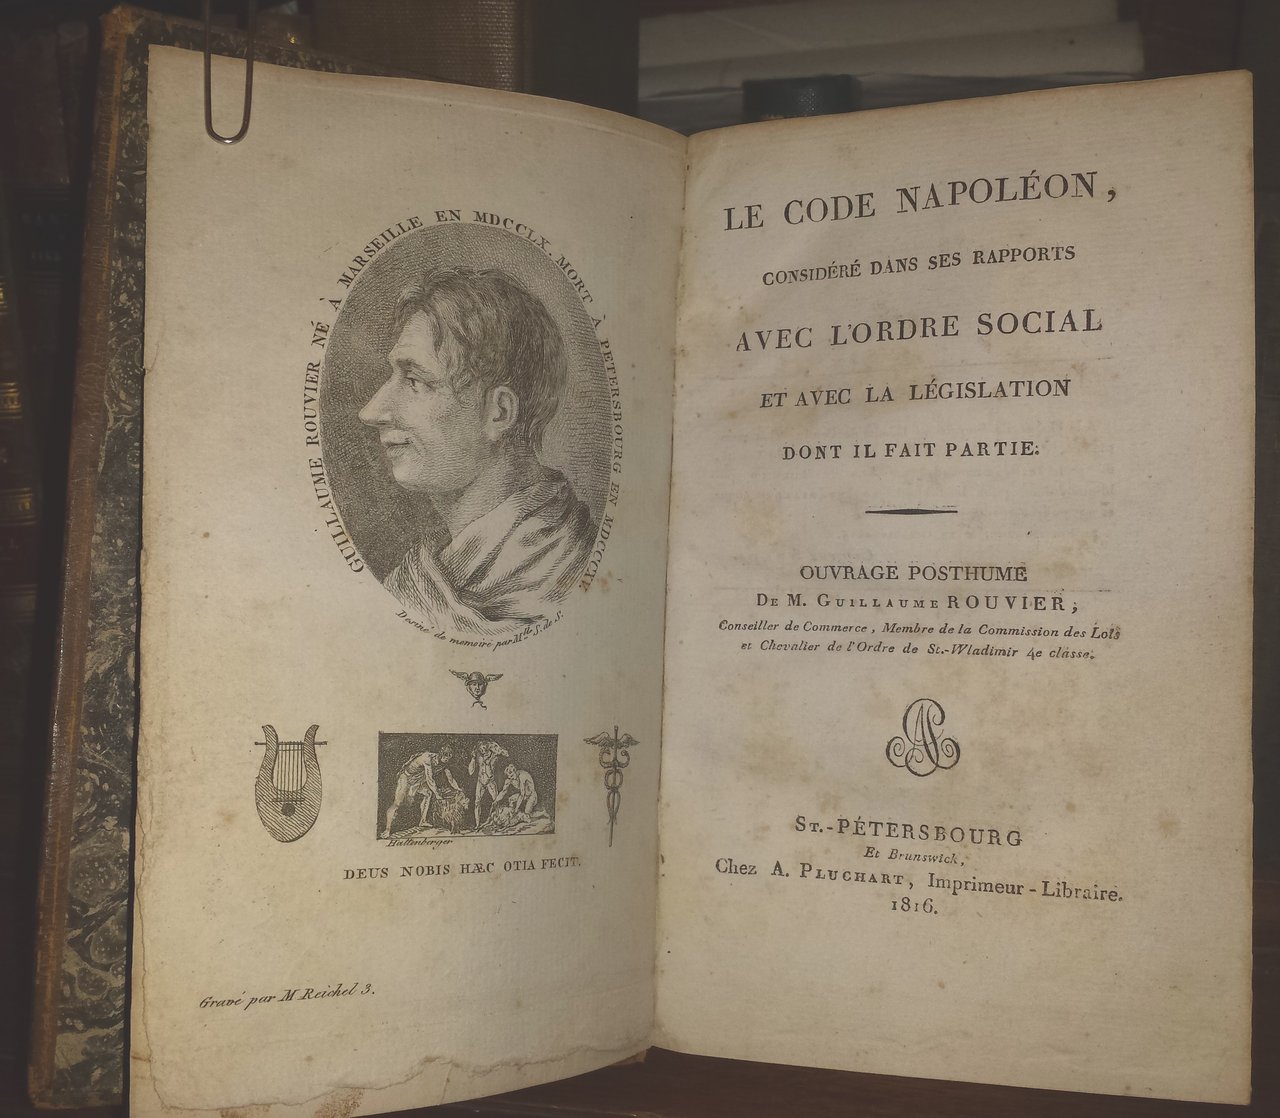 GUILLAUME ROUVIER NÉ À MARSEILLE EN MDCCLX. MORT À PETERSBOURG EN MDCCCXV.
Desiné de memoire par Mlle. S. de S.
Hallenberger
DEUS NOBIS HÆC OTIA FECIT.
Gravé par M Reichel 3.
LE CODE NAPOLÉON,
CONSIDÉRÉ DANS SES RAPPORTS
AVEC L'ORDRE SOCIAL
ET AVEC LA LÉGISLATION
DONT IL FAIT PARTIE.
OUVRAGE POSTHUME
DE M. GUILLAUME ROUVIER,
Conseiller de Commerce, Membre de la Commission des Lois
et Chevalier de l'Ordre de St.-Wladimir 4e classe.
ST.-PÉTERSBOURG
Et Brunswick,
Chez A. PLUCHART, Imprimeur-Libraire.
1816.